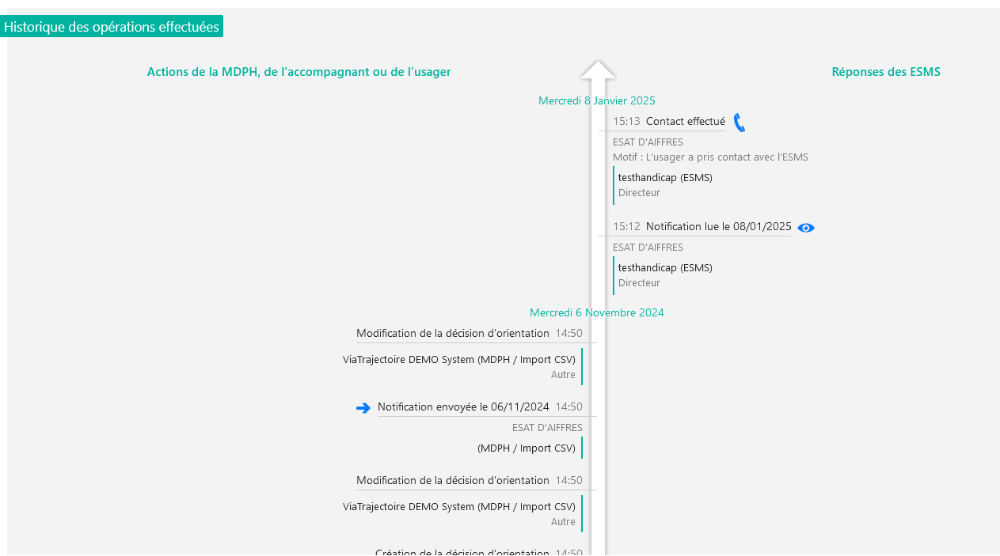 Historique des opérations effectuées
Actions de la MDPH, de l'accompagnant ou de l'usager
Réponses des ESMS
Mercredi 8 Janvier 2025
15:13 Contact effectué
ESAT D'AIFFRES
Motif : L'usager a pris contact avec l'ESMS
testhandicap (ESMS)
Directeur
15:12 Notification lue le 08/01/2025
ESAT D'AIFFRES
testhandicap (ESMS)
Directeur
Mercredi 6 Novembre 2024
Modification de la décision d'orientation 14:50
ViaTrajectoire DEMO System (MDPH / Import CSV)
Autre
Notification envoyée le 06/11/2024 14:50
ESAT D'AIFFRES
(MDPH / Import CSV)
Modification de la décision d'orientation 14:50
ViaTrajectoire DEMO System (MDPH / Import CSV)
Autre
Création de la décision d'orientation 14:50